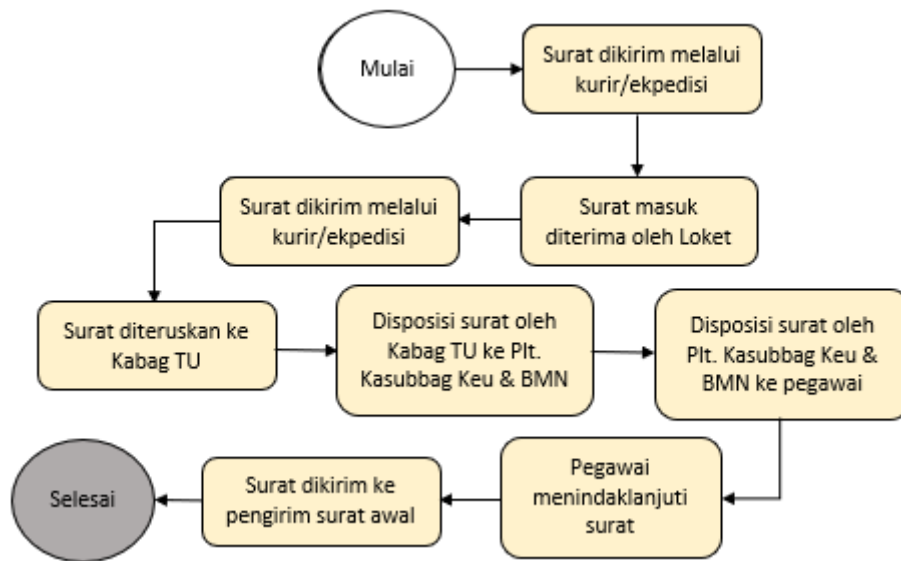 Mulai
Surat dikirim melalui
kurir/ekpedisi
Surat masuk
diterima oleh Loket
Surat dikirim melalui
kurir/ekpedisi
Surat diteruskan ke
Kabag TU
Disposisi surat oleh
Kabag TU ke Plt.
Kasubbag Keu & BMN
Disposisi surat oleh
Plt. Kasubbag Keu &
BMN ke pegawai
Pegawai
menindaklanjuti
surat
Surat dikirim ke
pengirim surat awal
Selesai